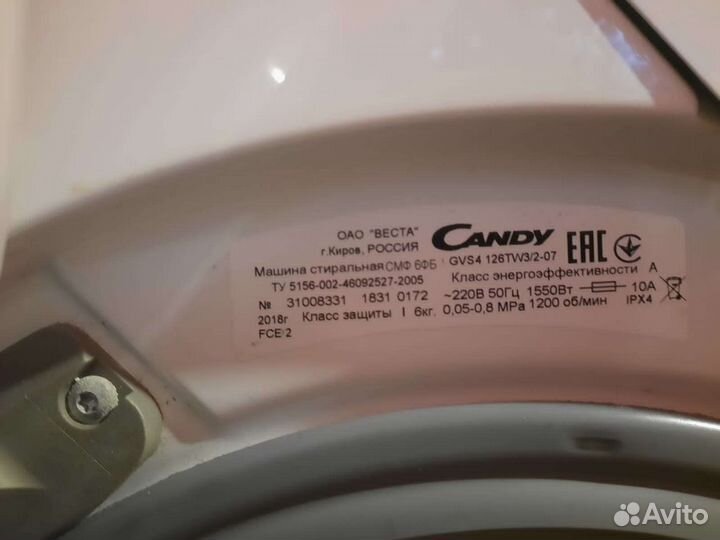 ОАО "ВЕСТА"
г.Киров, РОССИЯ
CANDY
GVS4 126TW3/2-07
EAC
Машина стиральная СМФ 6ФБ
Класс энергоэффективности А
ТУ 5156-002-46092527-2005
№ 31008331 1831 0172 ~220В 50Гц 1550Вт 10А
2018г Класс защиты I 6кг. 0,05-0,8 MPa 1200 об/мин IPX4
FCE 2
Avito